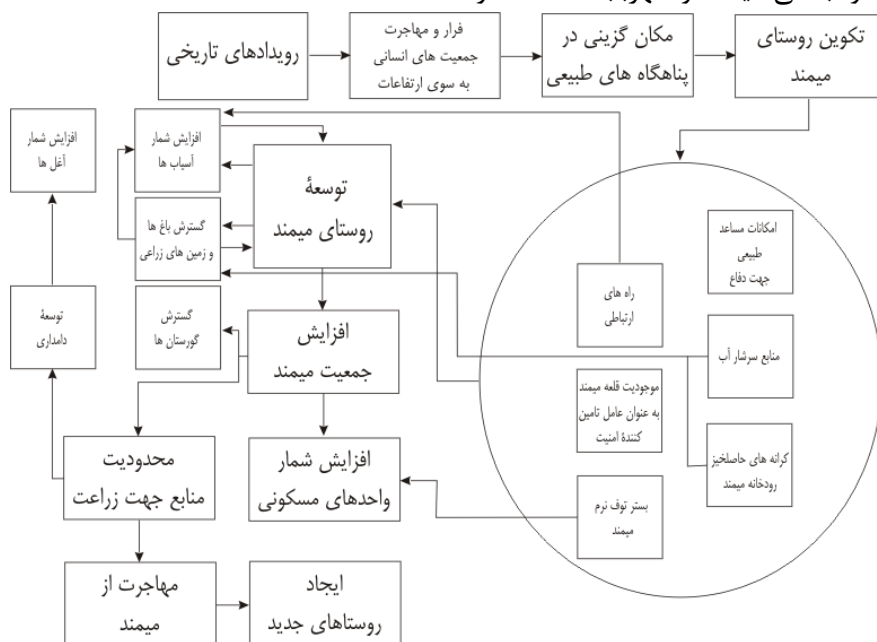 تکوین روستای
میمند
مکان گزینی در
پناهگاه های طبیعی
فرار و مهاجرت
جمعیت های انسانی
به سوی ارتفاعات
رویدادهای تاریخی
افزایش شمار
آسیاب ها
افزایش شمار
آغل ها
توسعۀ
روستای میمند
گسترش باغ ها
و زمین های زراعی
امکانات مساعد
طبیعی
جهت دفاع
راه های
ارتباطی
منابع سرشار آب
موجودیت قلعه میمند
به عنوان عامل تامین
کنندۀ امنیت
کرانه های حاصلخیز
رودخانه میمند
بستر توف نرم
میمند
افزایش
جمعیت میمند
گسترش
گورستان ها
توسعۀ
دامداری
افزایش شمار
واحدهای مسکونی
محدودیت
منابع جهت زراعت
ایجاد
روستاهای جدید
مهاجرت از
میمند